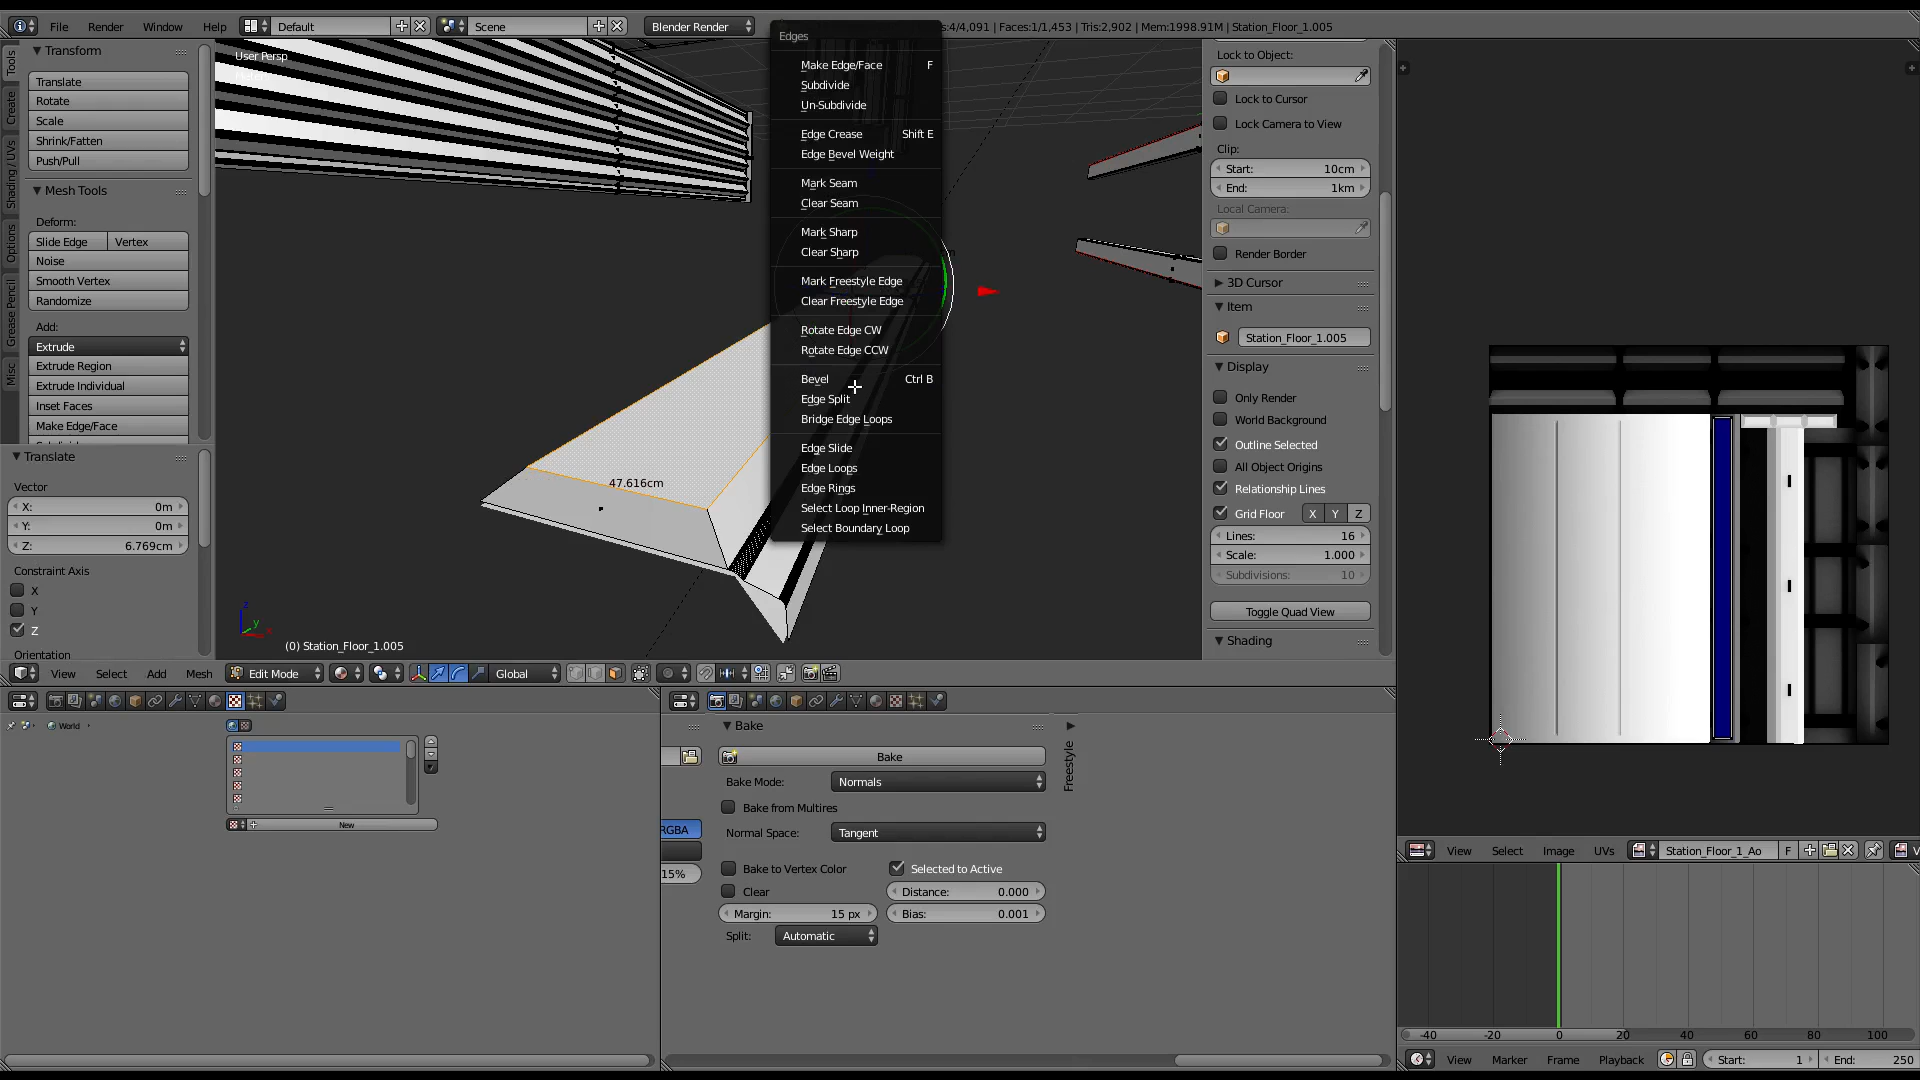 File
Render
Window
Help
Default
Scene
Blender Render
s:4/4,091 | Faces:1/1,453 | Tris:2,902 | Mem:1998.91M | Station_Floor_1.005
Tools
Create
Shading / UVs
Options
Grease Pencil
Misc
Transform
Translate
Rotate
Scale
Shrink/Fatten
Push/Pull
Mesh Tools
Deform:
Slide Edge
Vertex
Noise
Smooth Vertex
Randomize
Add:
Extrude
Extrude Region
Extrude Individual
Inset Faces
Make Edge/Face
Translate
Vector
X: 0m
Y: 0m
Z: 6.769cm
Constraint Axis
X
Y
Z
Orientation
User Persp
47.616cm
(0) Station_Floor_1.005
Edges
Make Edge/Face F
Subdivide
Un-Subdivide
Edge Crease Shift E
Edge Bevel Weight
Mark Seam
Clear Seam
Mark Sharp
Clear Sharp
Mark Freestyle Edge
Clear Freestyle Edge
Rotate Edge CW
Rotate Edge CCW
Bevel Ctrl B
Edge Split
Bridge Edge Loops
Edge Slide
Edge Loops
Edge Rings
Select Loop Inner-Region
Select Boundary Loop
Lock to Object:
Lock to Cursor
Lock Camera to View
Clip:
Start: 10cm
End: 1km
Local Camera:
Render Border
3D Cursor
Item
Station_Floor_1.005
Display
Only Render
World Background
Outline Selected
All Object Origins
Relationship Lines
Grid Floor X Y Z
Lines: 16
Scale: 1.000
Subdivisions: 10
Toggle Quad View
Shading
x
y
z
View
Select
Add
Mesh
Edit Mode
Global
World
New
RGBA
15%
Bake
Bake
Bake Mode: Normals
Bake from Multires
Normal Space: Tangent
Bake to Vertex Color
Selected to Active
Clear
Distance: 0.000
Margin: 15 px
Bias: 0.001
Split: Automatic
Freestyle
View
Select
Image
UVs
Station_Floor_1_Ao
F
V
-40 -20 0 20 40 60 80 100
View
Marker
Frame
Playback
Start: 1
End: 250